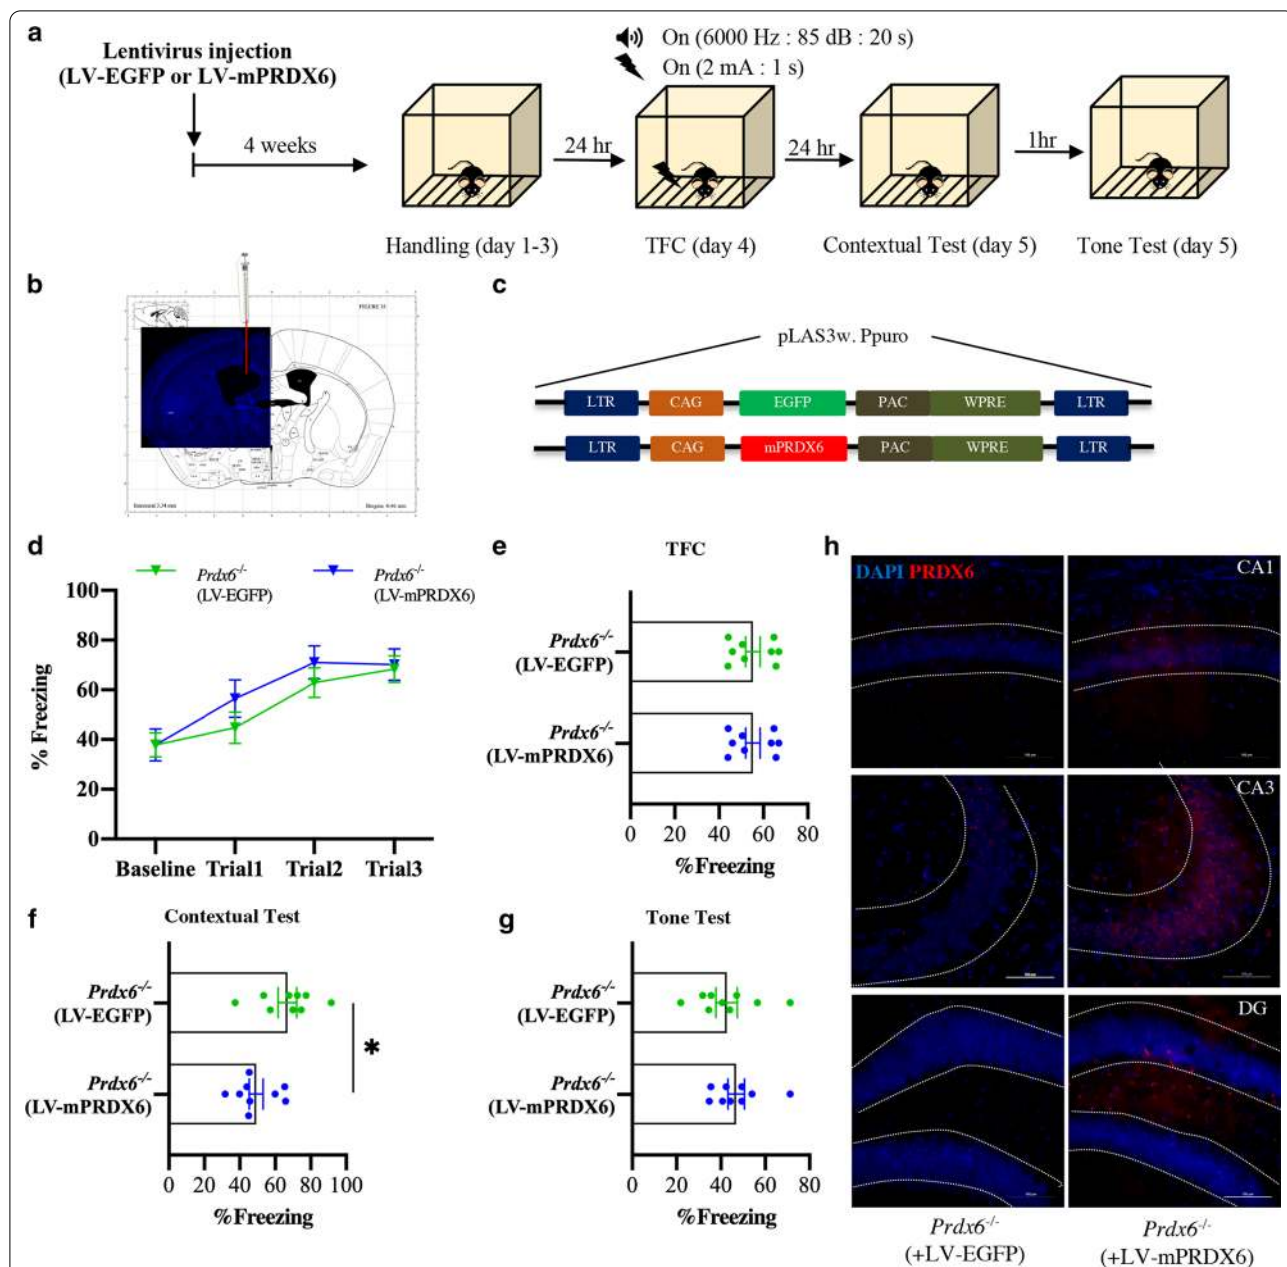 a
Lentivirus injection
(LV-EGFP or LV-mPRDX6)
On (6000 Hz : 85 dB : 20 s)
On (2 mA : 1 s)
4 weeks
24 hr
24 hr
1hr
Handling (day 1-3)
TFC (day 4)
Contextual Test (day 5)
Tone Test (day 5)
b
FIGURE 33
c
pLAS3w. Ppuro
LTR CAG EGFP PAC WPRE LTR
LTR CAG mPRDX6 PAC WPRE LTR
d
Prdx6-/-
(LV-EGFP)
Prdx6-/-
(LV-mPRDX6)
% Freezing
100
80
60
40
20
0
Baseline Trial1 Trial2 Trial3
e
TFC
Prdx6-/-
(LV-EGFP)
Prdx6-/-
(LV-mPRDX6)
0 20 40 60 80
%Freezing
f
Contextual Test
Prdx6-/-
(LV-EGFP)
Prdx6-/-
(LV-mPRDX6)
*
0 20 40 60 80 100
%Freezing
g
Tone Test
Prdx6-/-
(LV-EGFP)
Prdx6-/-
(LV-mPRDX6)
0 20 40 60 80
%Freezing
h
DAPI PRDX6
CA1
CA3
DG
Prdx6-/-
(+LV-EGFP)
Prdx6-/-
(+LV-mPRDX6)